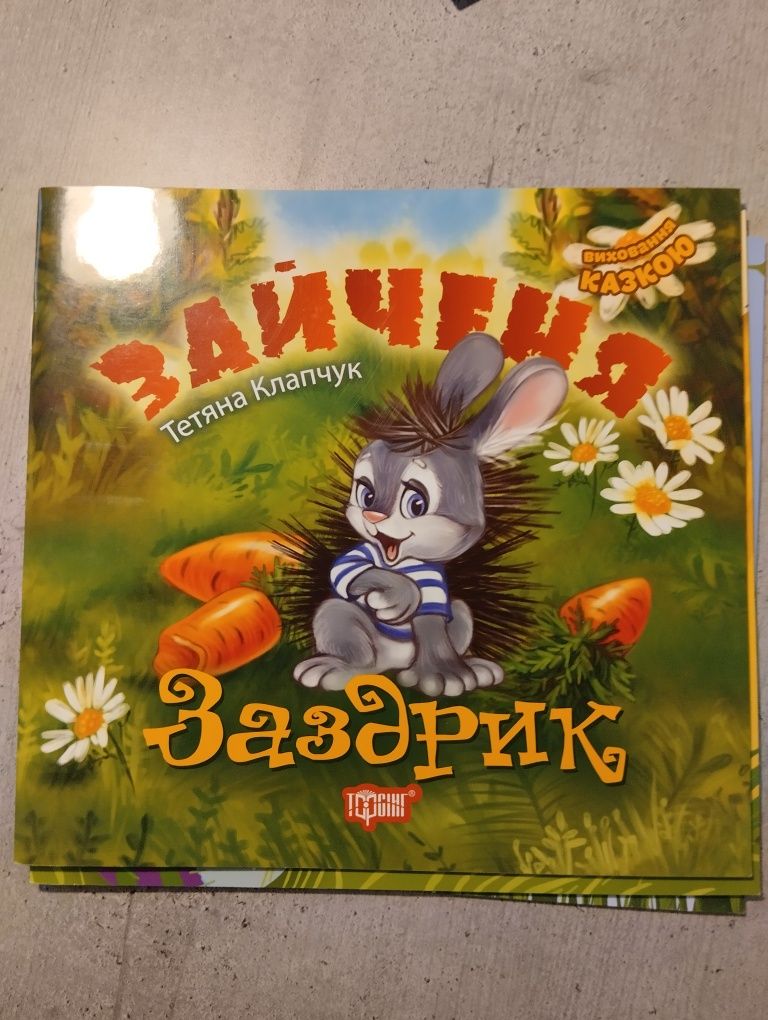 виховання
КАЗКОЮ
ЗАЙЧЕНЯ
Тетяна Клапчук
Заздрик
ТОРСІНГ®